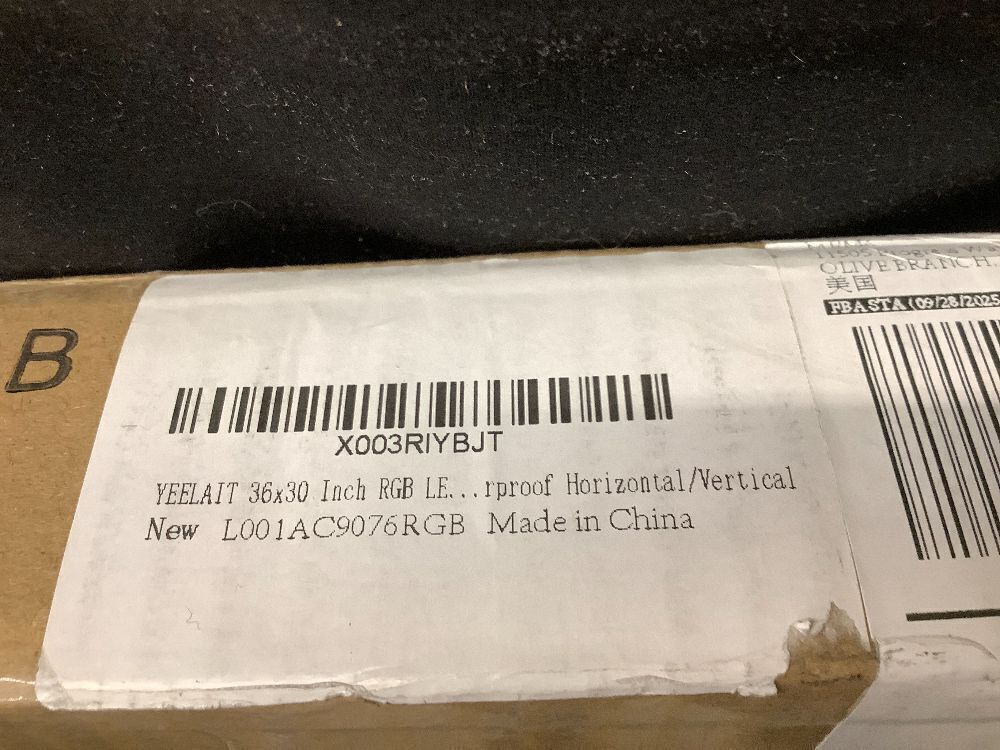 B
X003RIYBJT
YEELAIT 36x30 Inch RGB LE...rproof Horizontal/Vertical
New L001AC9076RGB Made in China
OLIVE BRANCH
美国
FBA STA (09/28/2025